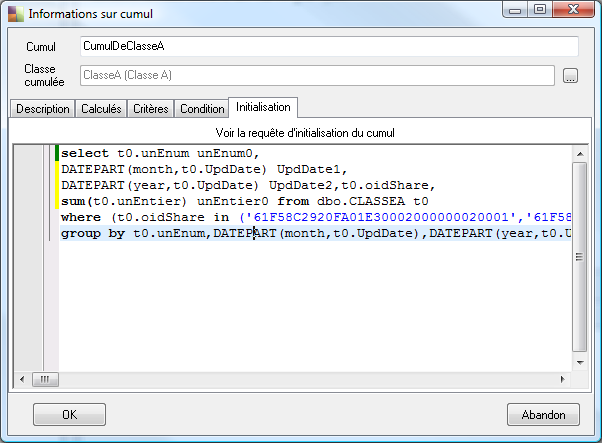 Informations sur cumul
Cumul
CumulDeClasseA
Classe
cumulée
ClasseA (Classe A)
...
Description
Calculés
Critères
Condition
Initialisation
Voir la requête d'initialisation du cumul
select t0.unEnum unEnum0,
DATEPART(month,t0.UpdDate) UpdDate1,
DATEPART(year,t0.UpdDate) UpdDate2,t0.oidShare,
sum(t0.unEntier) unEntier0 from dbo.CLASSEA t0
where (t0.oidShare in ('61F58C2920FA01E30002000000020001','61F58
group by t0.unEnum,DATEPART(month,t0.UpdDate),DATEPART(year,t0.U
OK
Abandon